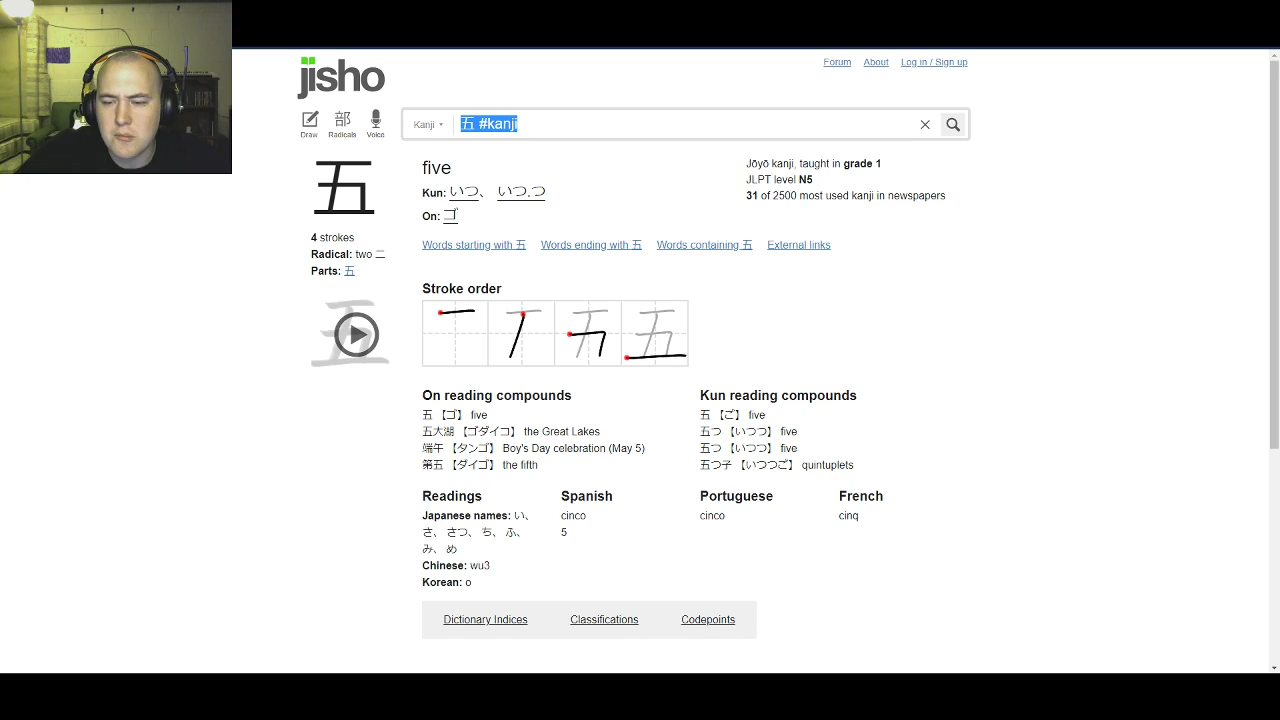 jisho
Forum About Log in / Sign up
Draw
Radicals
Voice
Kanji
五 #kanji
五
4 strokes
Radical: two 二
Parts: 五
five
Kun: いつ、 いつ.つ
On: ゴ
Jōyō kanji, taught in grade 1
JLPT level N5
31 of 2500 most used kanji in newspapers
Words starting with 五 Words ending with 五 Words containing 五 External links
Stroke order
On reading compounds
五 【ゴ】 five
五大湖 【ゴダイコ】 the Great Lakes
端午 【タンゴ】 Boy's Day celebration (May 5)
第五 【ダイゴ】 the fifth
Kun reading compounds
五 【ご】 five
五つ 【いつつ】 five
五つ 【いつつ】 five
五つ子 【いつつご】 quintuplets
Readings
Japanese names: い、
さ、 さつ、 ち、 ふ、
み、 め
Chinese: wu3
Korean: o
Spanish
cinco
5
Portuguese
cinco
French
cinq
Dictionary Indices Classifications Codepoints